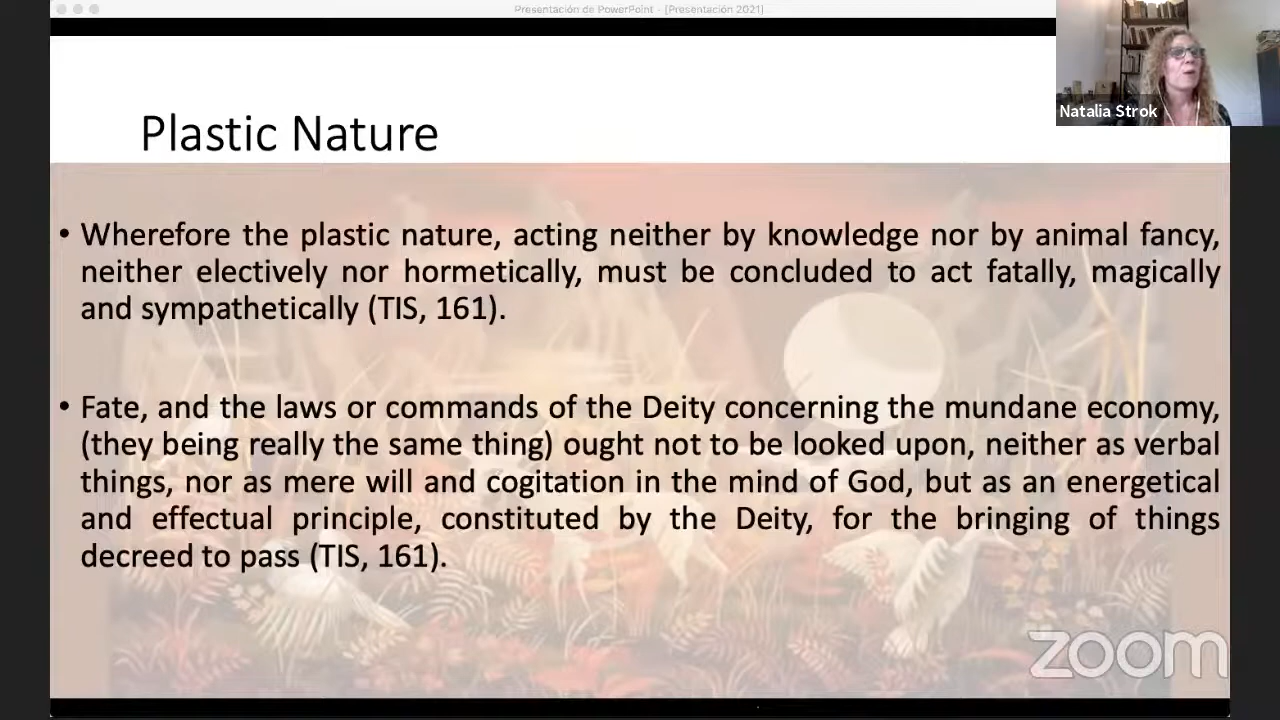 Presentación de PowerPoint - [Presentación 2021]
Natalia Strok
Plastic Nature
• Wherefore the plastic nature, acting neither by knowledge nor by animal fancy,
neither electively nor hormetically, must be concluded to act fatally, magically
and sympathetically (TIS, 161).
• Fate, and the laws or commands of the Deity concerning the mundane economy,
(they being really the same thing) ought not to be looked upon, neither as verbal
things, nor as mere will and cogitation in the mind of God, but as an energetical
and effectual principle, constituted by the Deity, for the bringing of things
decreed to pass (TIS, 161).
zoom